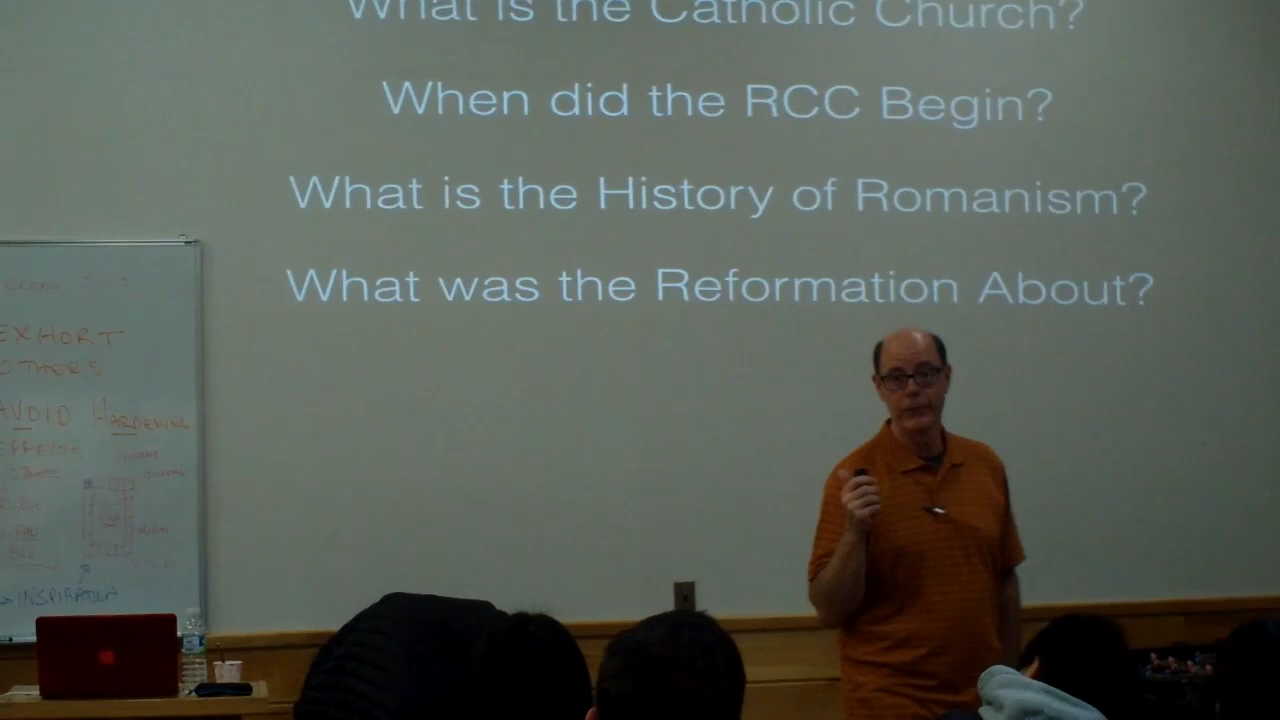 What is the Catholic Church?
When did the RCC Begin?
What is the History of Romanism?
What was the Reformation About?
EXHORT
OTHERS
AVOID HARDENING
EFFECTS
INSPIRATION